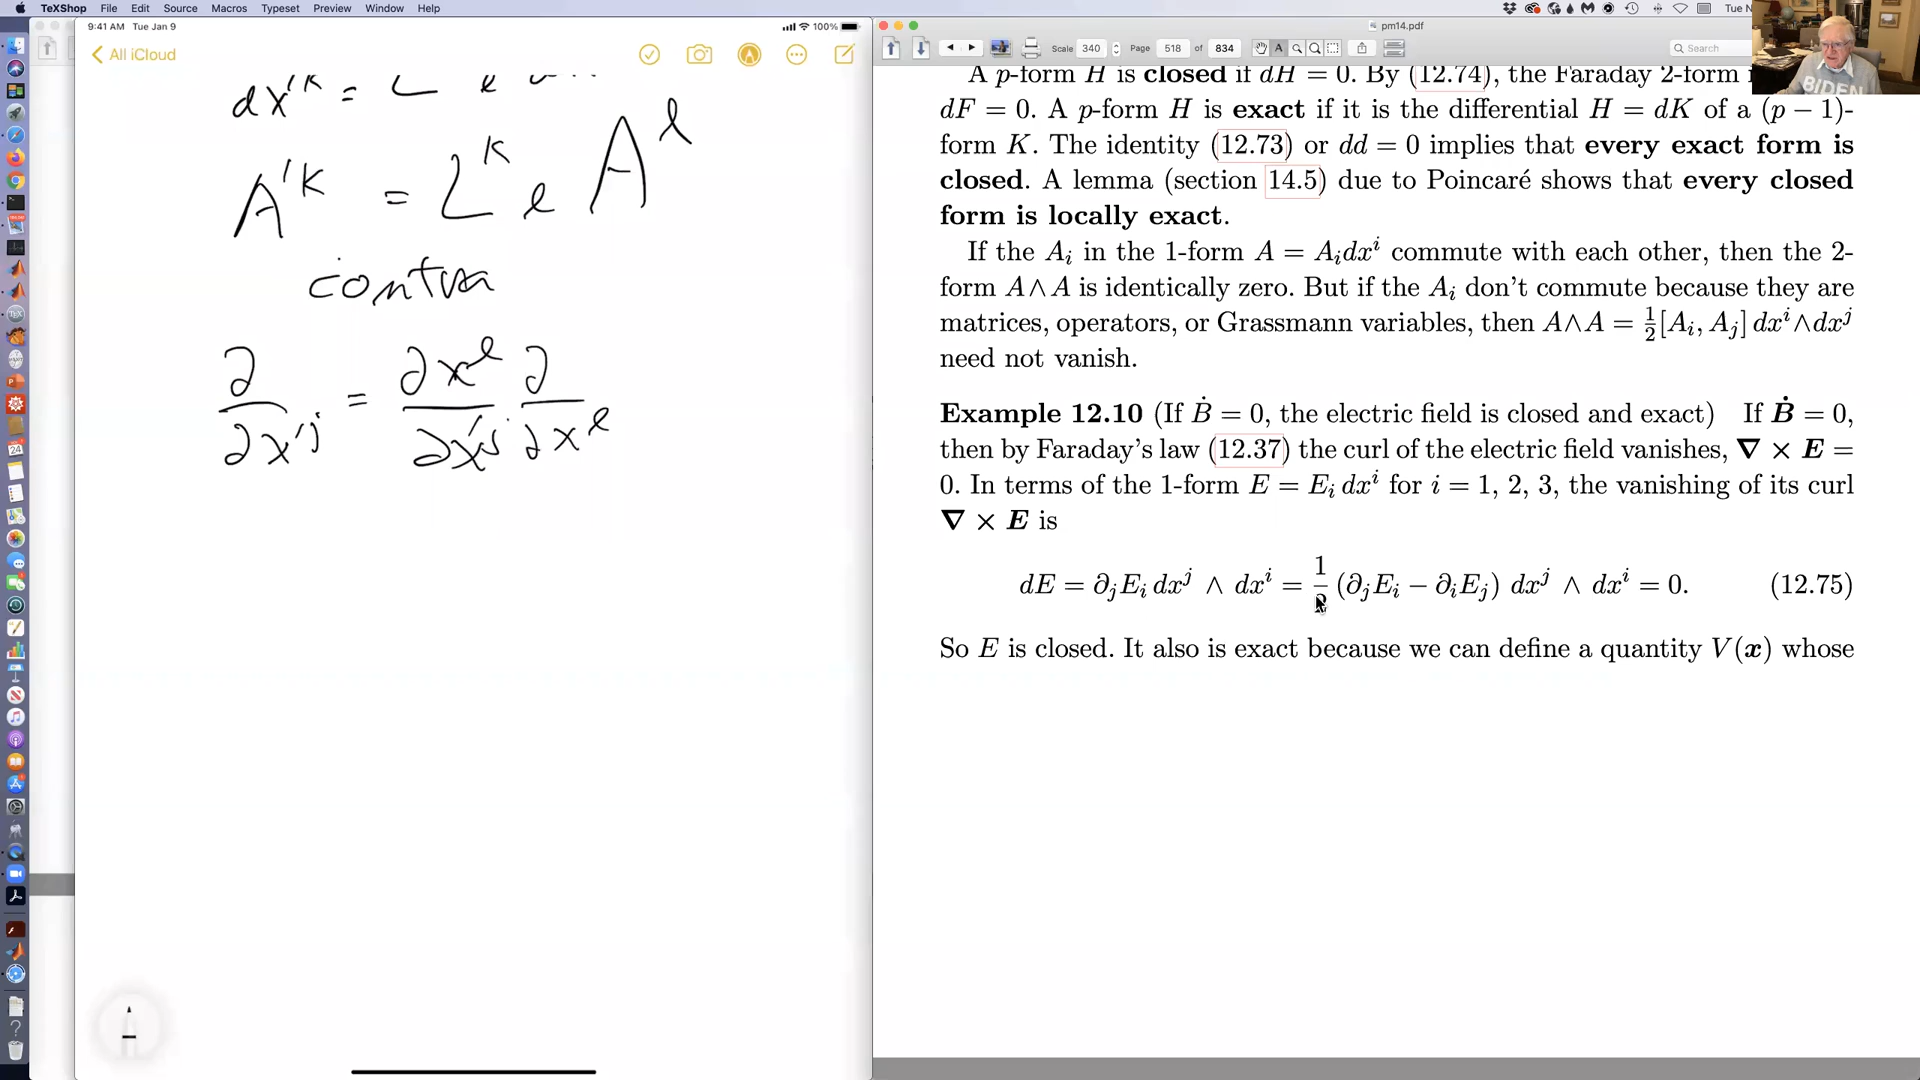 TeXShop File Edit Source Macros Typeset Preview Window Help
9:41 AM Tue Jan 9
100%
All iCloud
dx'^k = L
A'^k = L^k_l A^l
contra
∂/∂x'^j = ∂x^l/∂x'^j ∂/∂x^l
Tue N
pm14.pdf
Scale 340 Page 518 of 834 Search
BIDEN
A p-form H is closed if dH = 0. By (12.74), the Faraday 2-form
dF = 0. A p-form H is exact if it is the differential H = dK of a (p − 1)-
form K. The identity (12.73) or dd = 0 implies that every exact form is
closed. A lemma (section 14.5) due to Poincaré shows that every closed
form is locally exact.
If the A_i in the 1-form A = A_i dx^i commute with each other, then the 2-
form A∧A is identically zero. But if the A_i don't commute because they are
matrices, operators, or Grassmann variables, then A∧A = ½[A_i, A_j] dx^i∧dx^j
need not vanish.
Example 12.10 (If Ḃ = 0, the electric field is closed and exact) If Ḃ = 0,
then by Faraday's law (12.37) the curl of the electric field vanishes, ∇ × E =
0. In terms of the 1-form E = E_i dx^i for i = 1, 2, 3, the vanishing of its curl
∇ × E is
dE = ∂_jE_i dx^j ∧ dx^i = ½ (∂_jE_i − ∂_iE_j) dx^j ∧ dx^i = 0. (12.75)
So E is closed. It also is exact because we can define a quantity V(x) whose